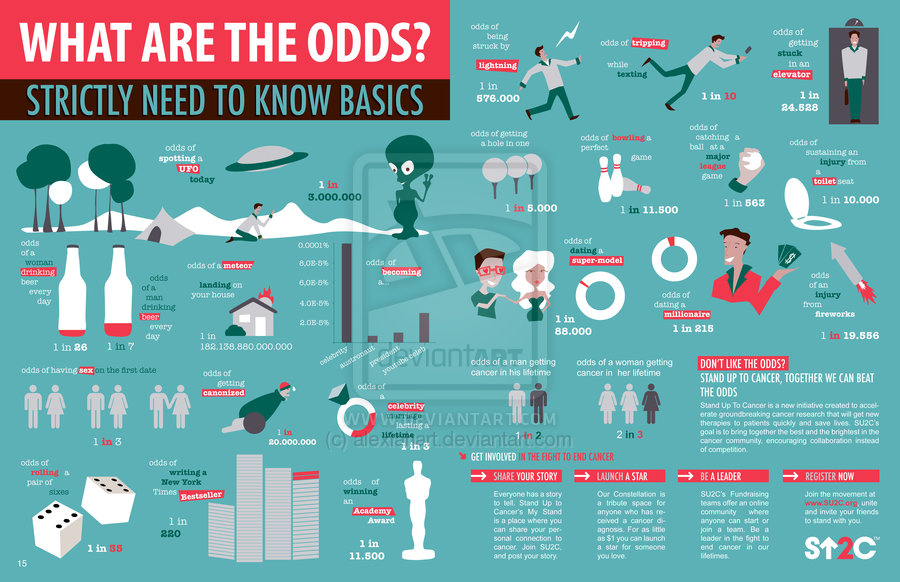 WHAT ARE THE ODDS?
STRICTLY NEED TO KNOW BASICS
odds of
spotting a
UFO
today
1 in
3.000.000
odds of
being
struck by
lightning
1 in
576.000
odds of tripping
while
texting
1 in 10
odds of
getting
stuck
in an
elevator
1 in
24.528
odds of getting
a hole in one
1 in 5.000
odds of bowling a
perfect
game
1 in 11.500
odds of
catching a
ball at a
major
league
game
1 in 563
odds of
sustaining an
injury from
a
toilet seat
1 in 10.000
odds
of a
woman
drinking
beer
every
day
1 in 26
odds
of a
man
drinking
beer
every
day
1 in 7
odds of a meteor
landing on
your house
1 in
182.138.880.000.000
0.0001%
8,0E-5%
6,0E-5%
4.0E-5%
2.0E-5%
odds of
becoming
a...
celebrity
austronaut
president
youtube celeb
odds of
dating a
super-model
1 in
88.000
odds of
dating a
millionaire
1 in 215
odds
of an
injury
from
fireworks
1 in 19.556
odds of having sex on the first date
1 in 3
odds of
getting
canonized
1 in
20.000.000
odds of
a
celebrity
marriage
lasting a
lifetime
1 in 3
odds of a man getting
cancer in his lifetime
1 in 2
odds of a woman getting
cancer in her lifetime
2 in 3
DON'T LIKE THE ODDS?
STAND UP TO CANCER, TOGETHER WE CAN BEAT
THE ODDS
Stand Up To Cancer is a new initiative created to accel-
erate groundbreaking cancer research that will get new
therapies to patients quickly and save lives. SU2C's
goal is to bring together the best and the brightest in the
cancer community, encouraging collaboration instead
of competition.
odds of
rolling a
pair of
sixes
1 in 35
odds of
writing a
New York
Times Bestseller
1 in
220
odds
of
winning
an
Academy
Award
1 in
11.500
GET INVOLVED IN THE FIGHT TO END CANCER
SHARE YOUR STORY
Everyone has a story
to tell. Stand Up to
Cancer's My Stand
is a place where you
can share your per-
sonal connection to
cancer. Join SU2C,
and post your story.
LAUNCH A STAR
Our Constellation is
a tribute space for
anyone who has re-
ceived a cancer di-
agnosis. For as little
as $1 you can launch
a star for someone
you love.
BE A LEADER
SU2C's Fundraising
teams offer an online
community where
anyone can start or
join a team. Be a
leader in the fight to
end cancer in our
lifetimes.
REGISTER NOW
Join the movement at
www.SU2C.org, unite
and invite your friends
to stand with you.
SU2C
TM
15
deviantART
WWW.DEVIANTART.COM
(c) alexianart.deviantart.com